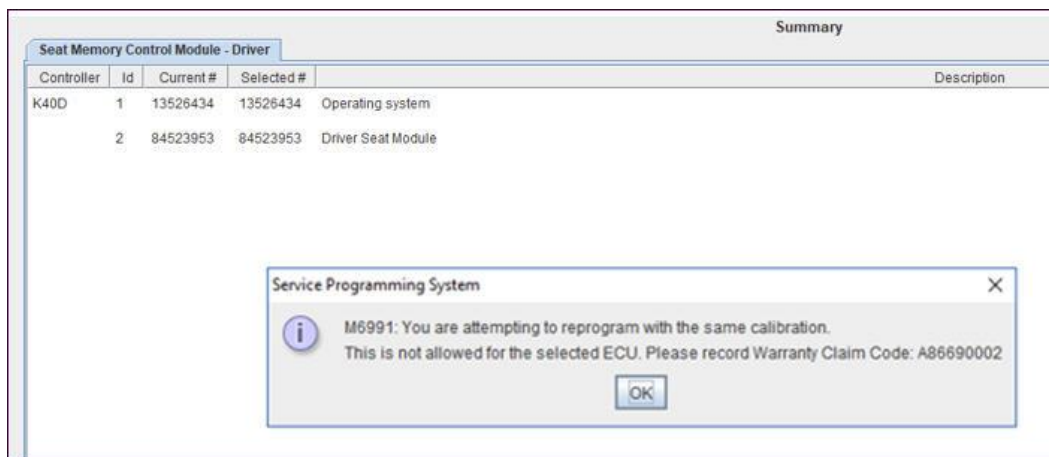 Summary
Seat Memory Control Module - Driver
Controller Id Current # Selected # Description
K40D 1 13526434 13526434 Operating system
2 84523953 84523953 Driver Seat Module
Service Programming System
M6991: You are attempting to reprogram with the same calibration.
This is not allowed for the selected ECU. Please record Warranty Claim Code: A86690002
OK